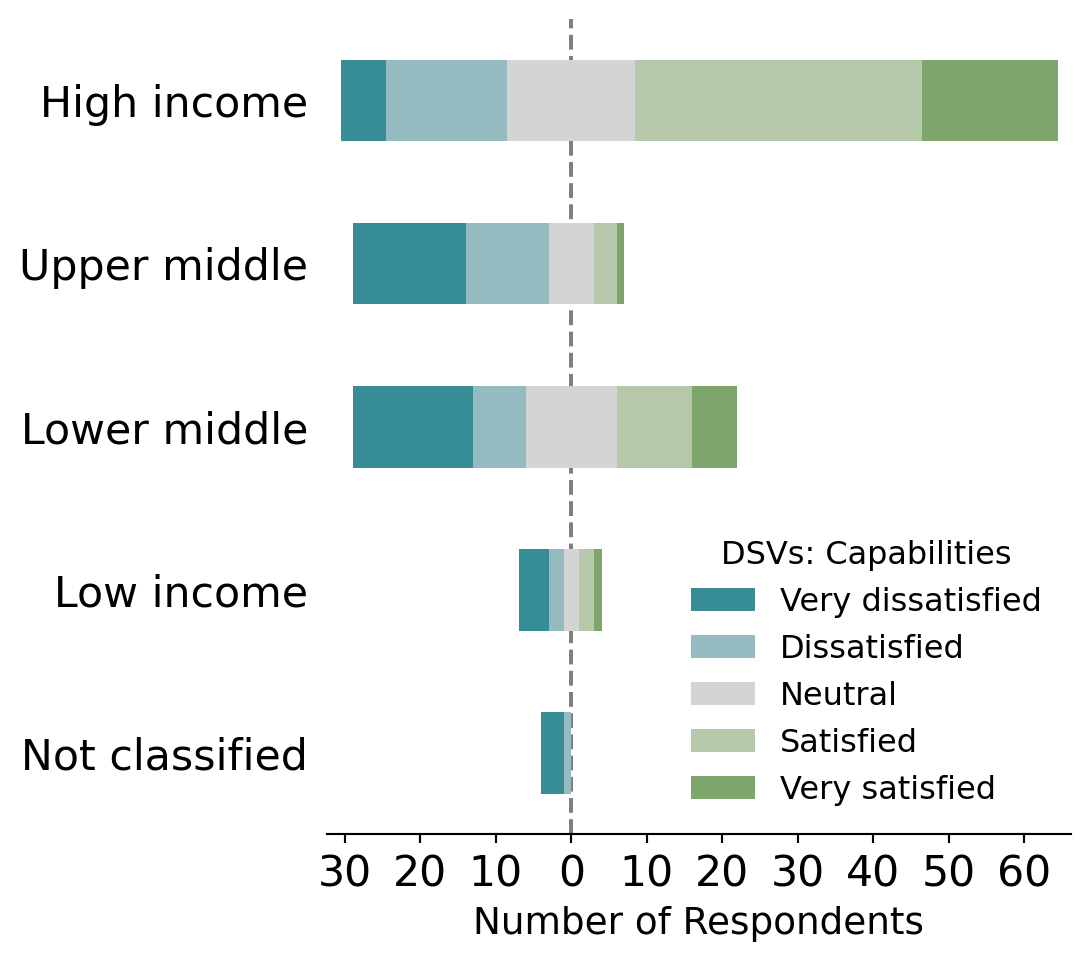 High income
Upper middle
Lower middle
Low income
Not classified
DSVs: Capabilities
Very dissatisfied
Dissatisfied
Neutral
Satisfied
Very satisfied
30 20 10 0 10 20 30 40 50 60
Number of Respondents